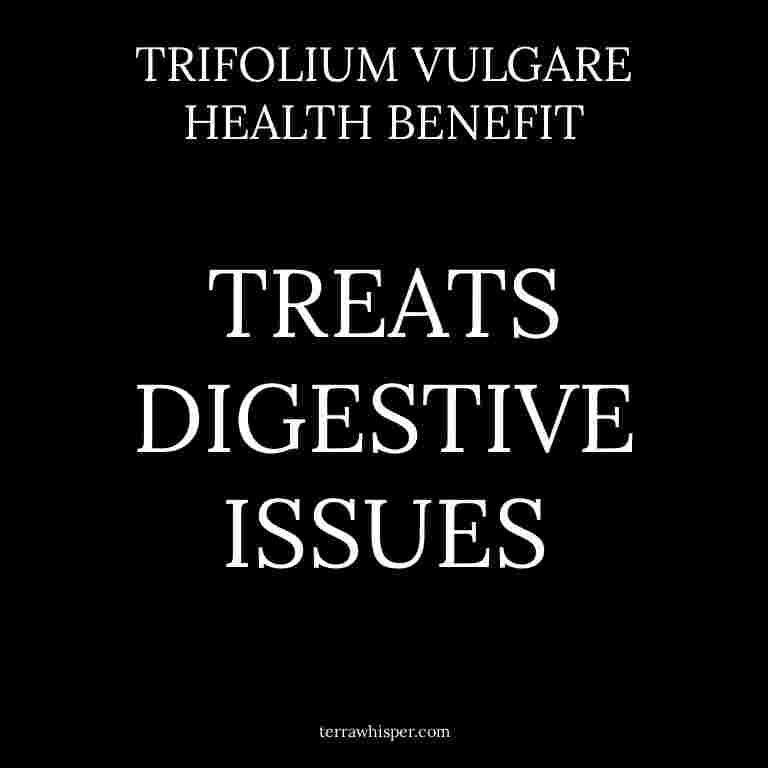 TRIFOLIUM VULGARE
HEALTH BENEFIT
TREATS
DIGESTIVE
ISSUES
terrawhisper.com